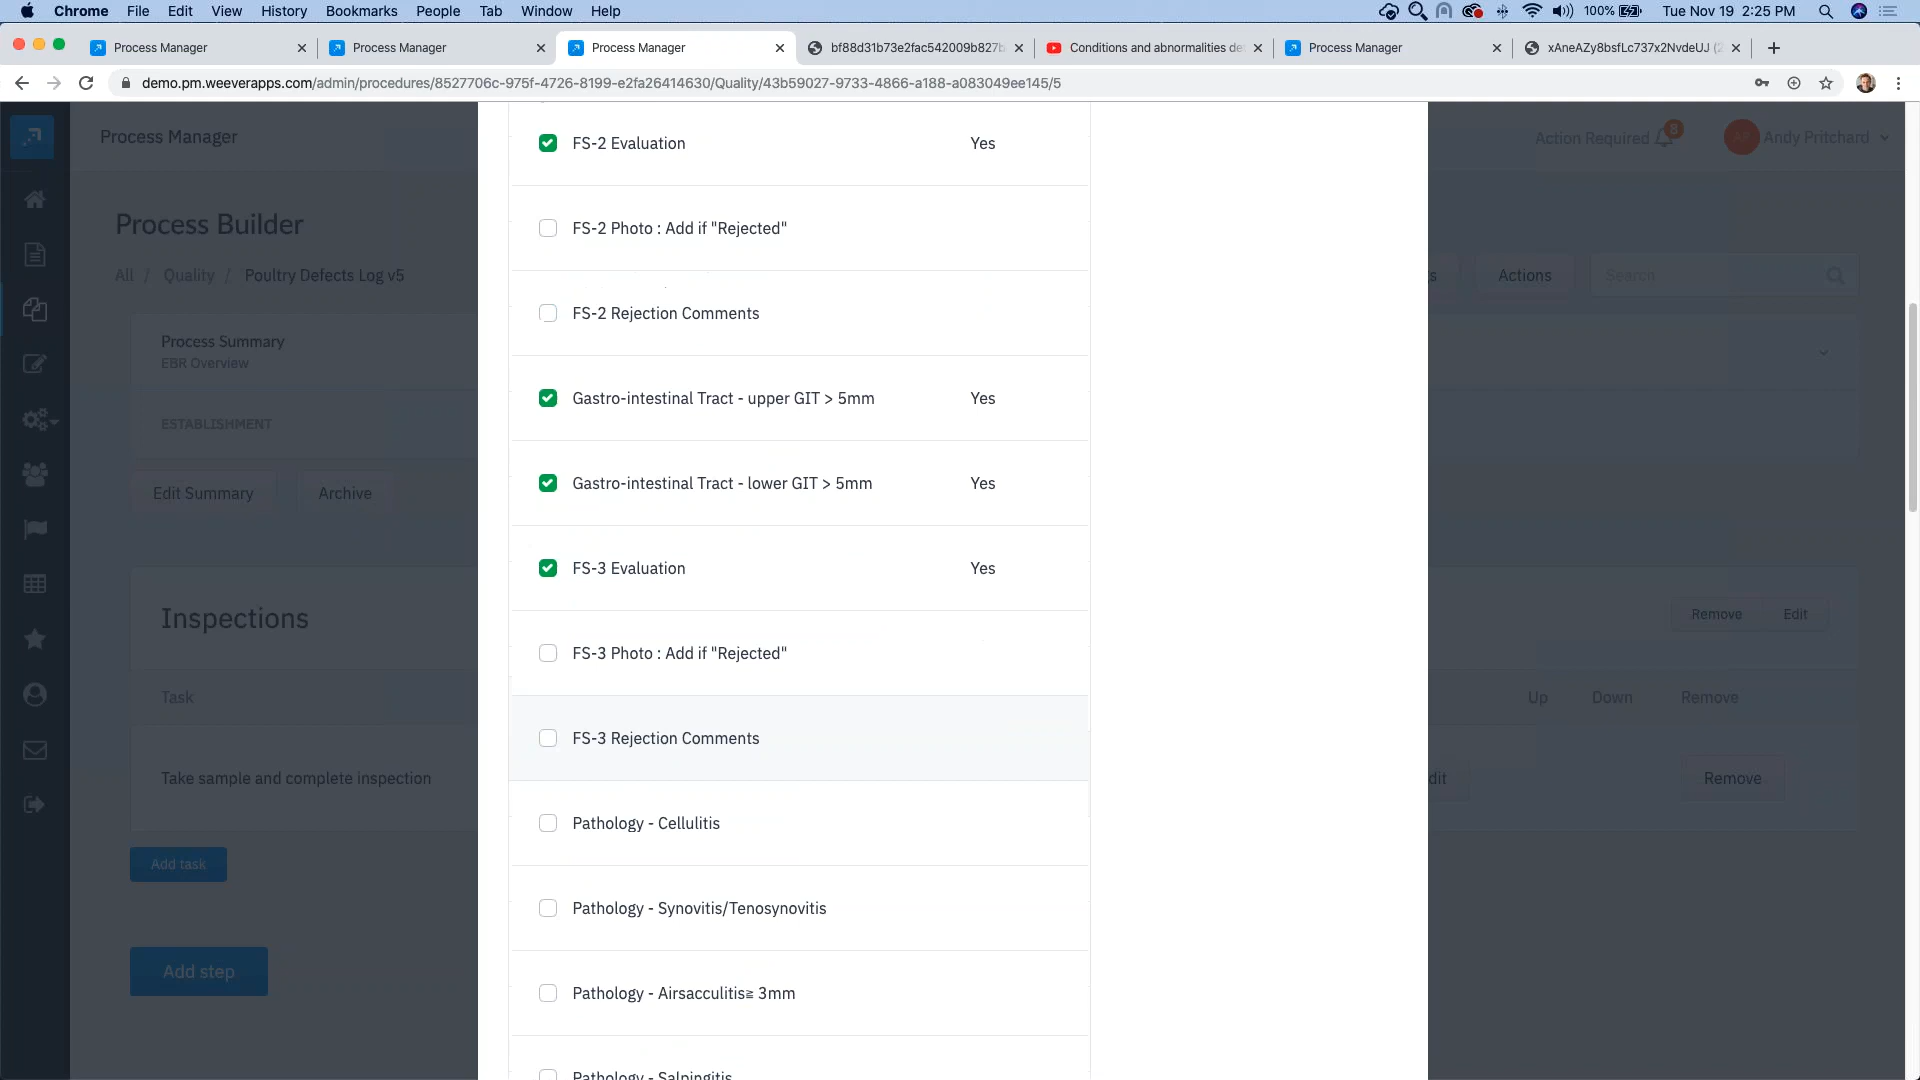 Chrome File Edit View History Bookmarks People Tab Window Help
100% Tue Nov 19 2:25 PM
Process Manager
Process Manager
Process Manager
bf88d31b73e2fac542009b827b
Conditions and abnormalities de
Process Manager
xAneAZy8bsfLc737x2NvdeUJ (2
demo.pm.weeverapps.com/admin/procedures/8527706c-975f-4726-8199-e2fa26414630/Quality/43b59027-9733-4866-a188-a083049ee145/5
Process Manager
Action Required 8
Andy Pritchard
Process Builder
All / Quality / Poultry Defects Log v5
Actions
Search
Process Summary
EBR Overview
ESTABLISHMENT
Edit Summary
Archive
Inspections
Remove
Edit
Task
Up
Down
Remove
Take sample and complete inspection
dit
Remove
Add task
Add step
FS-2 Evaluation Yes
FS-2 Photo : Add if "Rejected"
FS-2 Rejection Comments
Gastro-intestinal Tract - upper GIT > 5mm Yes
Gastro-intestinal Tract - lower GIT > 5mm Yes
FS-3 Evaluation Yes
FS-3 Photo : Add if "Rejected"
FS-3 Rejection Comments
Pathology - Cellulitis
Pathology - Synovitis/Tenosynovitis
Pathology - Airsacculitis≥ 3mm
Pathology - Salpingitis